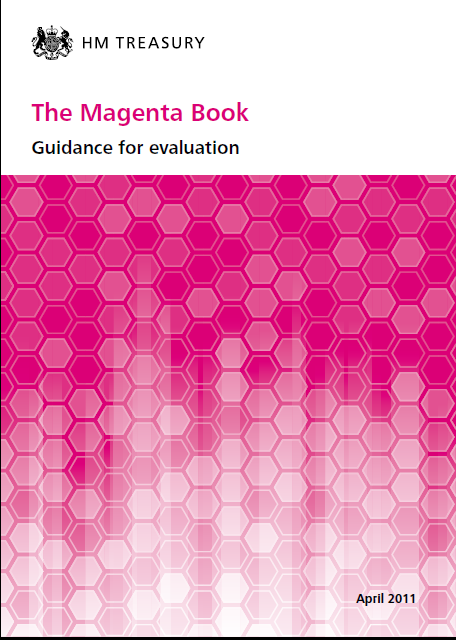 HM TREASURY
The Magenta Book
Guidance for evaluation
April 2011